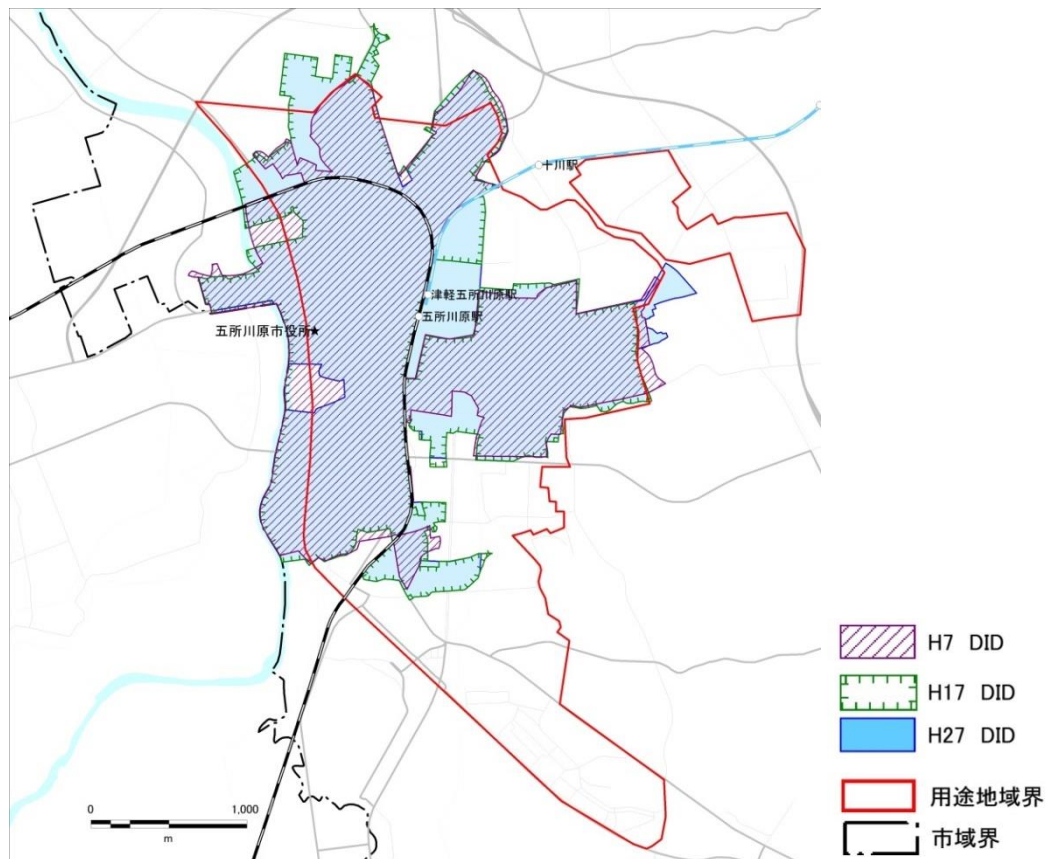 十川駅
津軽五所川原駅
五所川原駅
五所川原市役所★
H7 DID
H17 DID
H27 DID
用途地域界
市域界
0 1,000
m